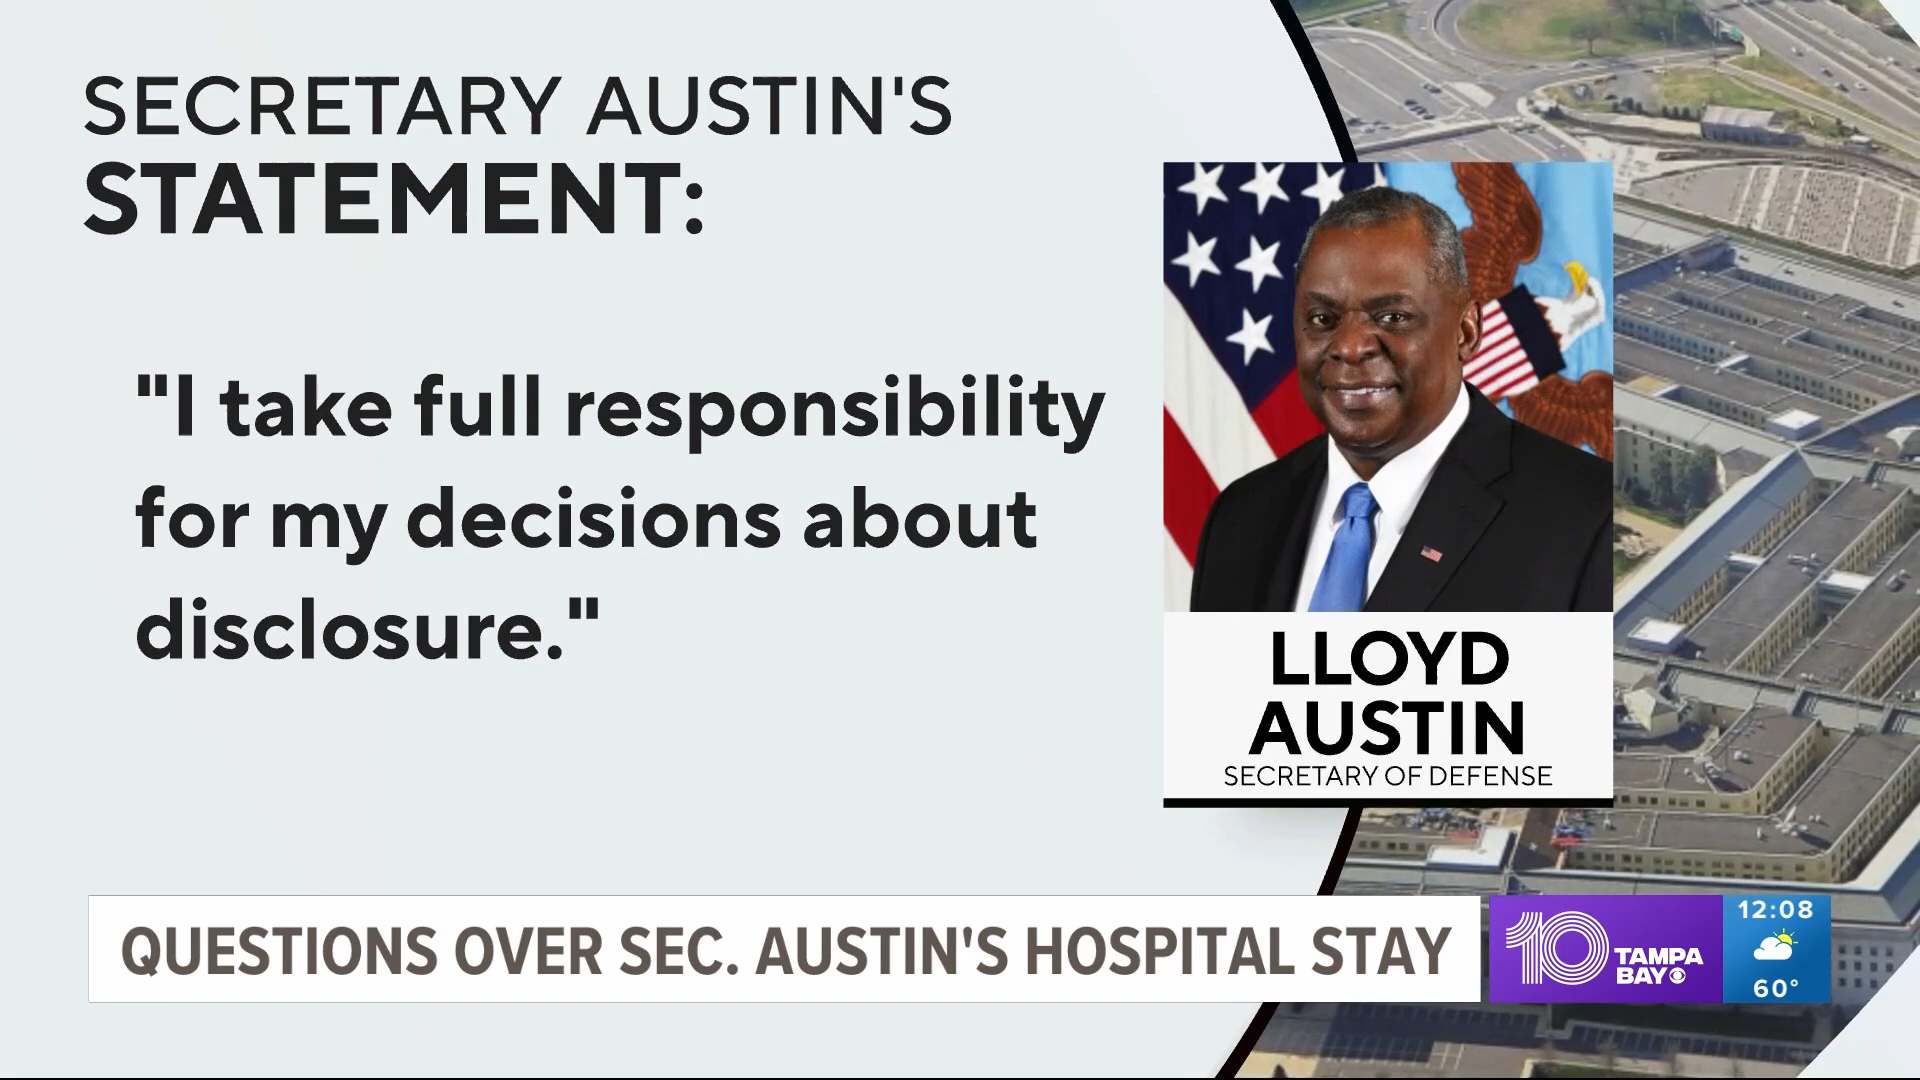 SECRETARY AUSTIN'S
STATEMENT:
"I take full responsibility
for my decisions about
disclosure."
LLOYD
AUSTIN
SECRETARY OF DEFENSE
QUESTIONS OVER SEC. AUSTIN'S HOSPITAL STAY
10 TAMPA
BAY
12:08
60°